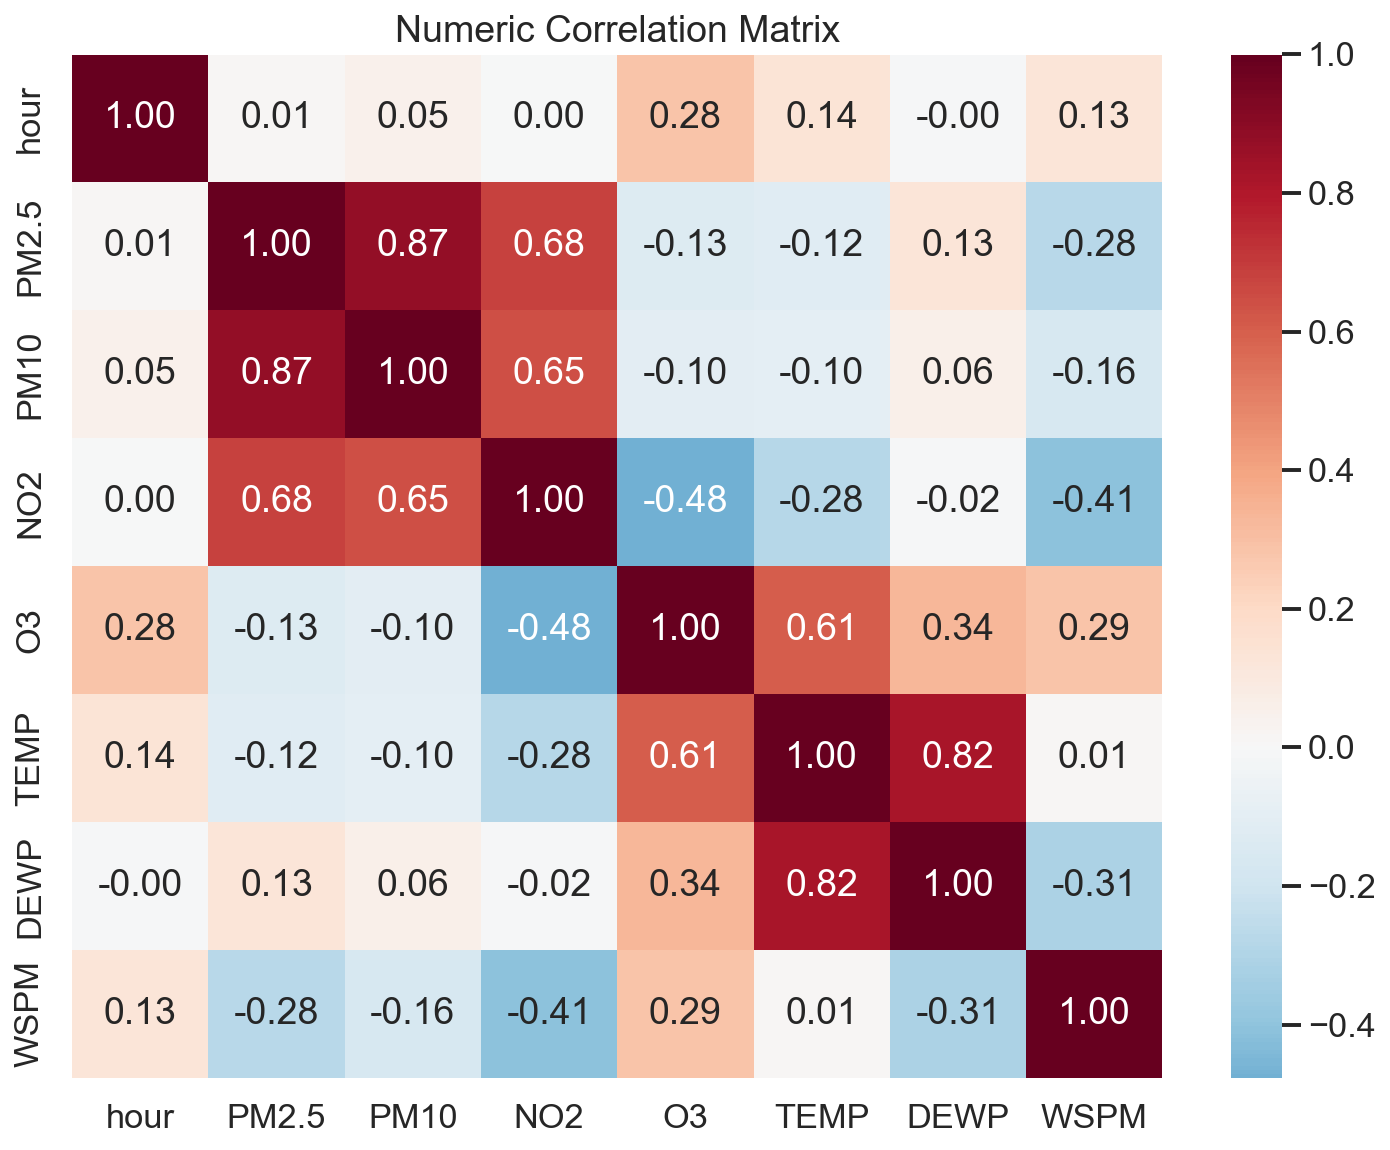 Numeric Correlation Matrix
hour 1.00 0.01 0.05 0.00 0.28 0.14 -0.00 0.13
PM2.5 0.01 1.00 0.87 0.68 -0.13 -0.12 0.13 -0.28
PM10 0.05 0.87 1.00 0.65 -0.10 -0.10 0.06 -0.16
NO2 0.00 0.68 0.65 1.00 -0.48 -0.28 -0.02 -0.41
O3 0.28 -0.13 -0.10 -0.48 1.00 0.61 0.34 0.29
TEMP 0.14 -0.12 -0.10 -0.28 0.61 1.00 0.82 0.01
DEWP -0.00 0.13 0.06 -0.02 0.34 0.82 1.00 -0.31
WSPM 0.13 -0.28 -0.16 -0.41 0.29 0.01 -0.31 1.00
hour PM2.5 PM10 NO2 O3 TEMP DEWP WSPM
1.0
0.8
0.6
0.4
0.2
0.0
−0.2
−0.4